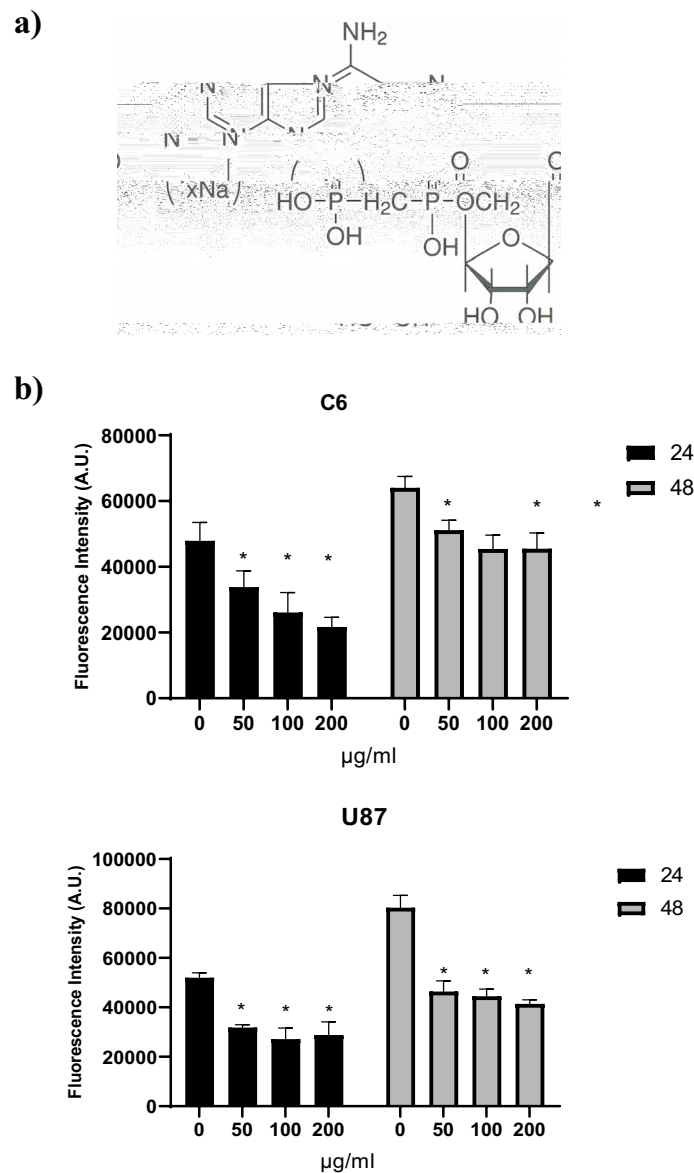 a)
NH₂
N N N
N N N
O (xNa) ( ) O O
HO-P-H₂C-P-OCH₂
OH OH O
HO OH
b)
C6
Fluorescence Intensity (A.U.)
80000
60000
40000
20000
0
* * * * * *
24
48
0 50 100 200 0 50 100 200
µg/ml
U87
Fluorescence Intensity (A.U.)
100000
80000
60000
40000
20000
0
* * * * * *
24
48
0 50 100 200 0 50 100 200
µg/ml